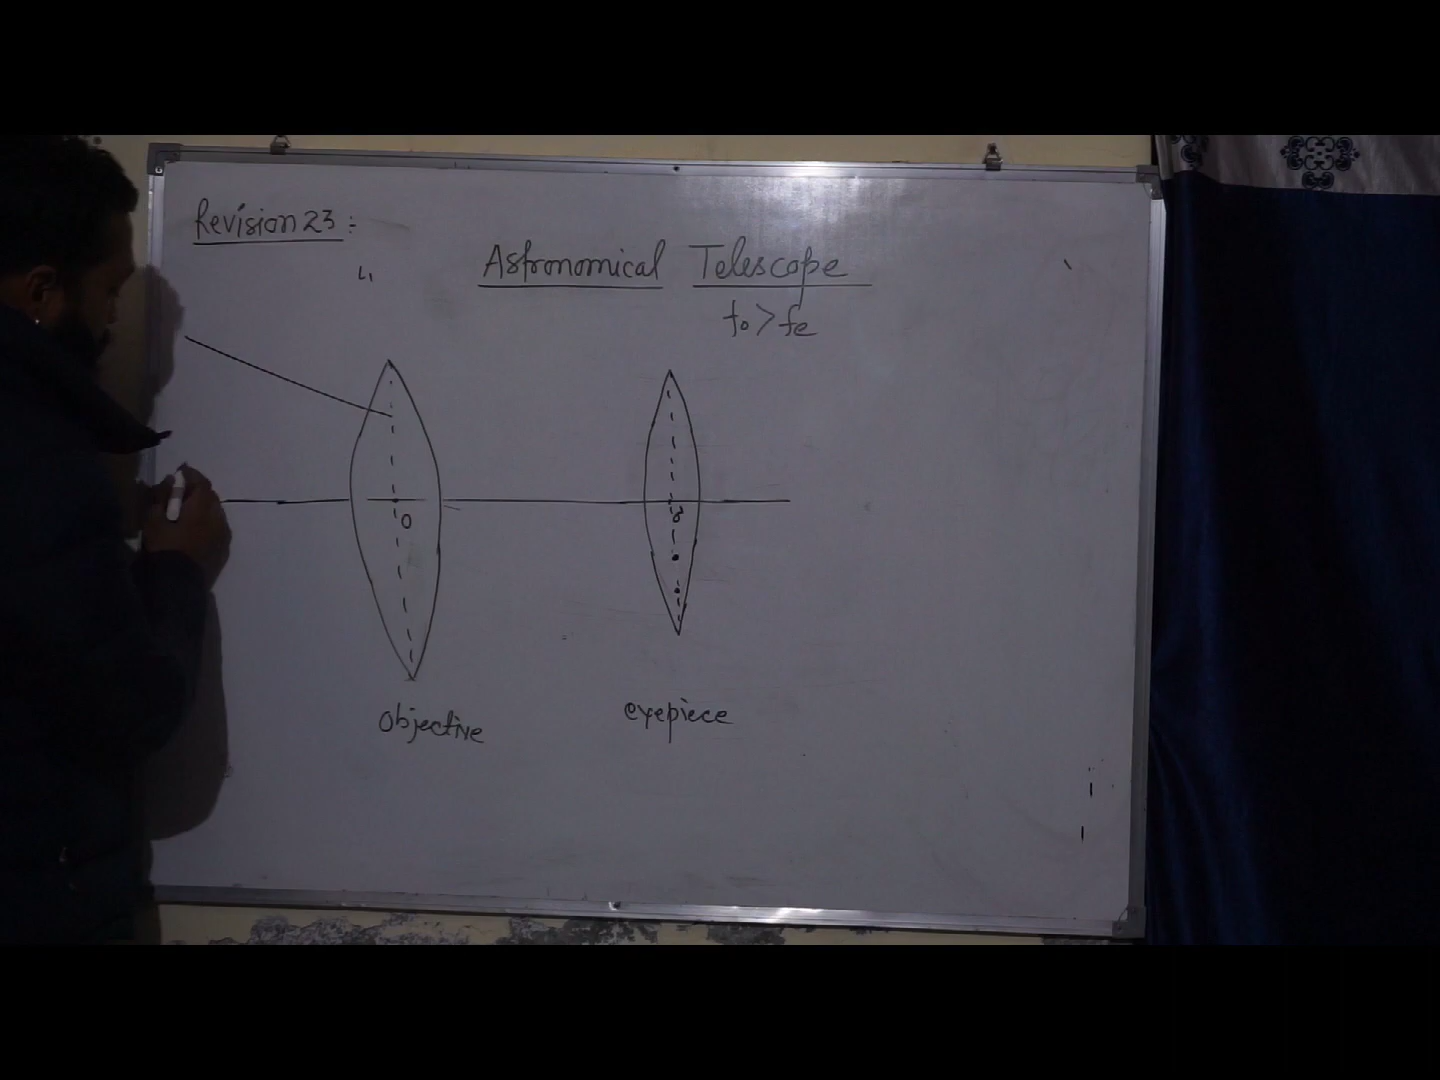 Revision 23 :-
Astronomical Telescope
fo > fe
O
O'
Objective
eyepiece